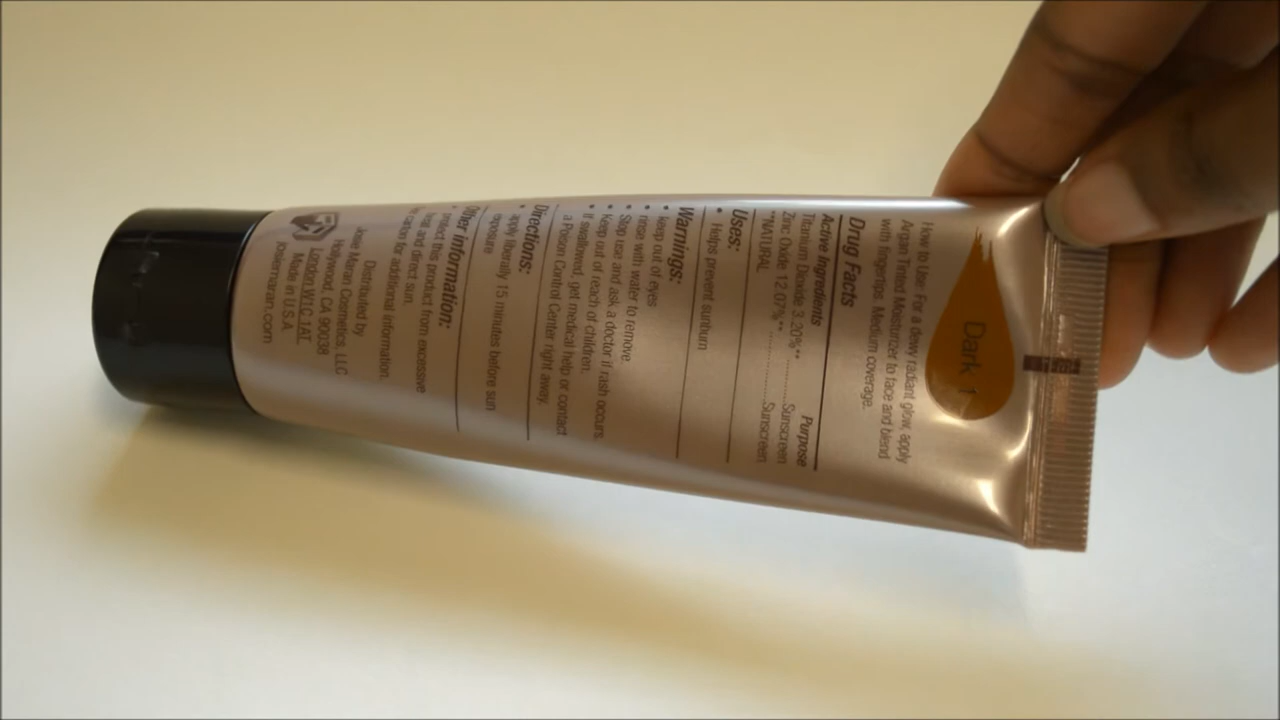 Dark 1
How to Use: For a dewy radiant glow, apply
Argan Tinted Moisturizer to face and blend
with fingertips. Medium coverage.
Drug Facts
Active Ingredients Purpose
Titanium Dioxide 3.20%**..........Sunscreen
Zinc Oxide 12.07%**..............Sunscreen
**NATURAL
Uses:
• Helps prevent sunburn
Warnings:
• keep out of eyes
• rinse with water to remove.
• Stop use and ask a doctor if rash occurs.
• Keep out of reach of children.
• If swallowed, get medical help or contact
a Poison Control Center right away.
Directions:
• apply liberally 15 minutes before sun
exposure
Other information:
• protect this product from excessive
heat and direct sun.
carton for additional information.
Distributed by
Josie Maran Cosmetics, LLC
Hollywood, CA 90038
London W1C 1AT.
Made in U.S.A
josiemaran.com